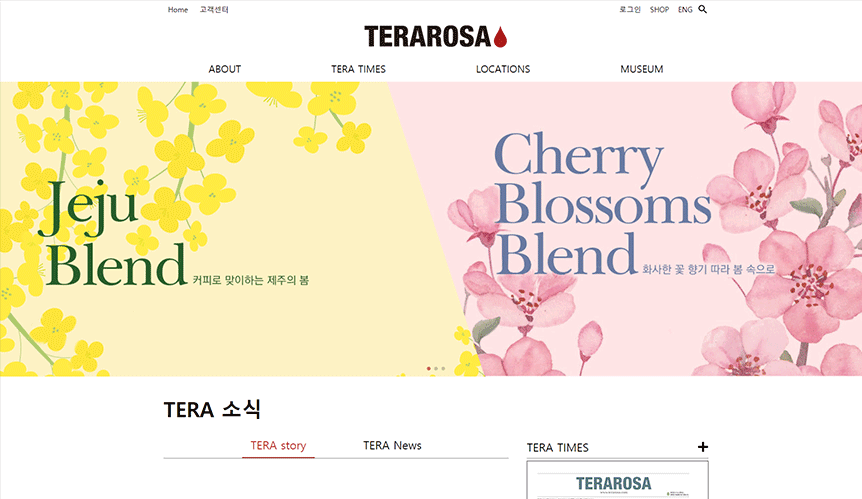 Home 고객센터 로그인 SHOP ENG
TERAROSA
ABOUT TERA TIMES LOCATIONS MUSEUM
Jeju
Blend 커피로 맞이하는 제주의 봄
Cherry
Blossoms
Blend 화사한 꽃 향기 따라 봄 속으로
TERA 소식
TERA story TERA News
TERA TIMES +
TERAROSA